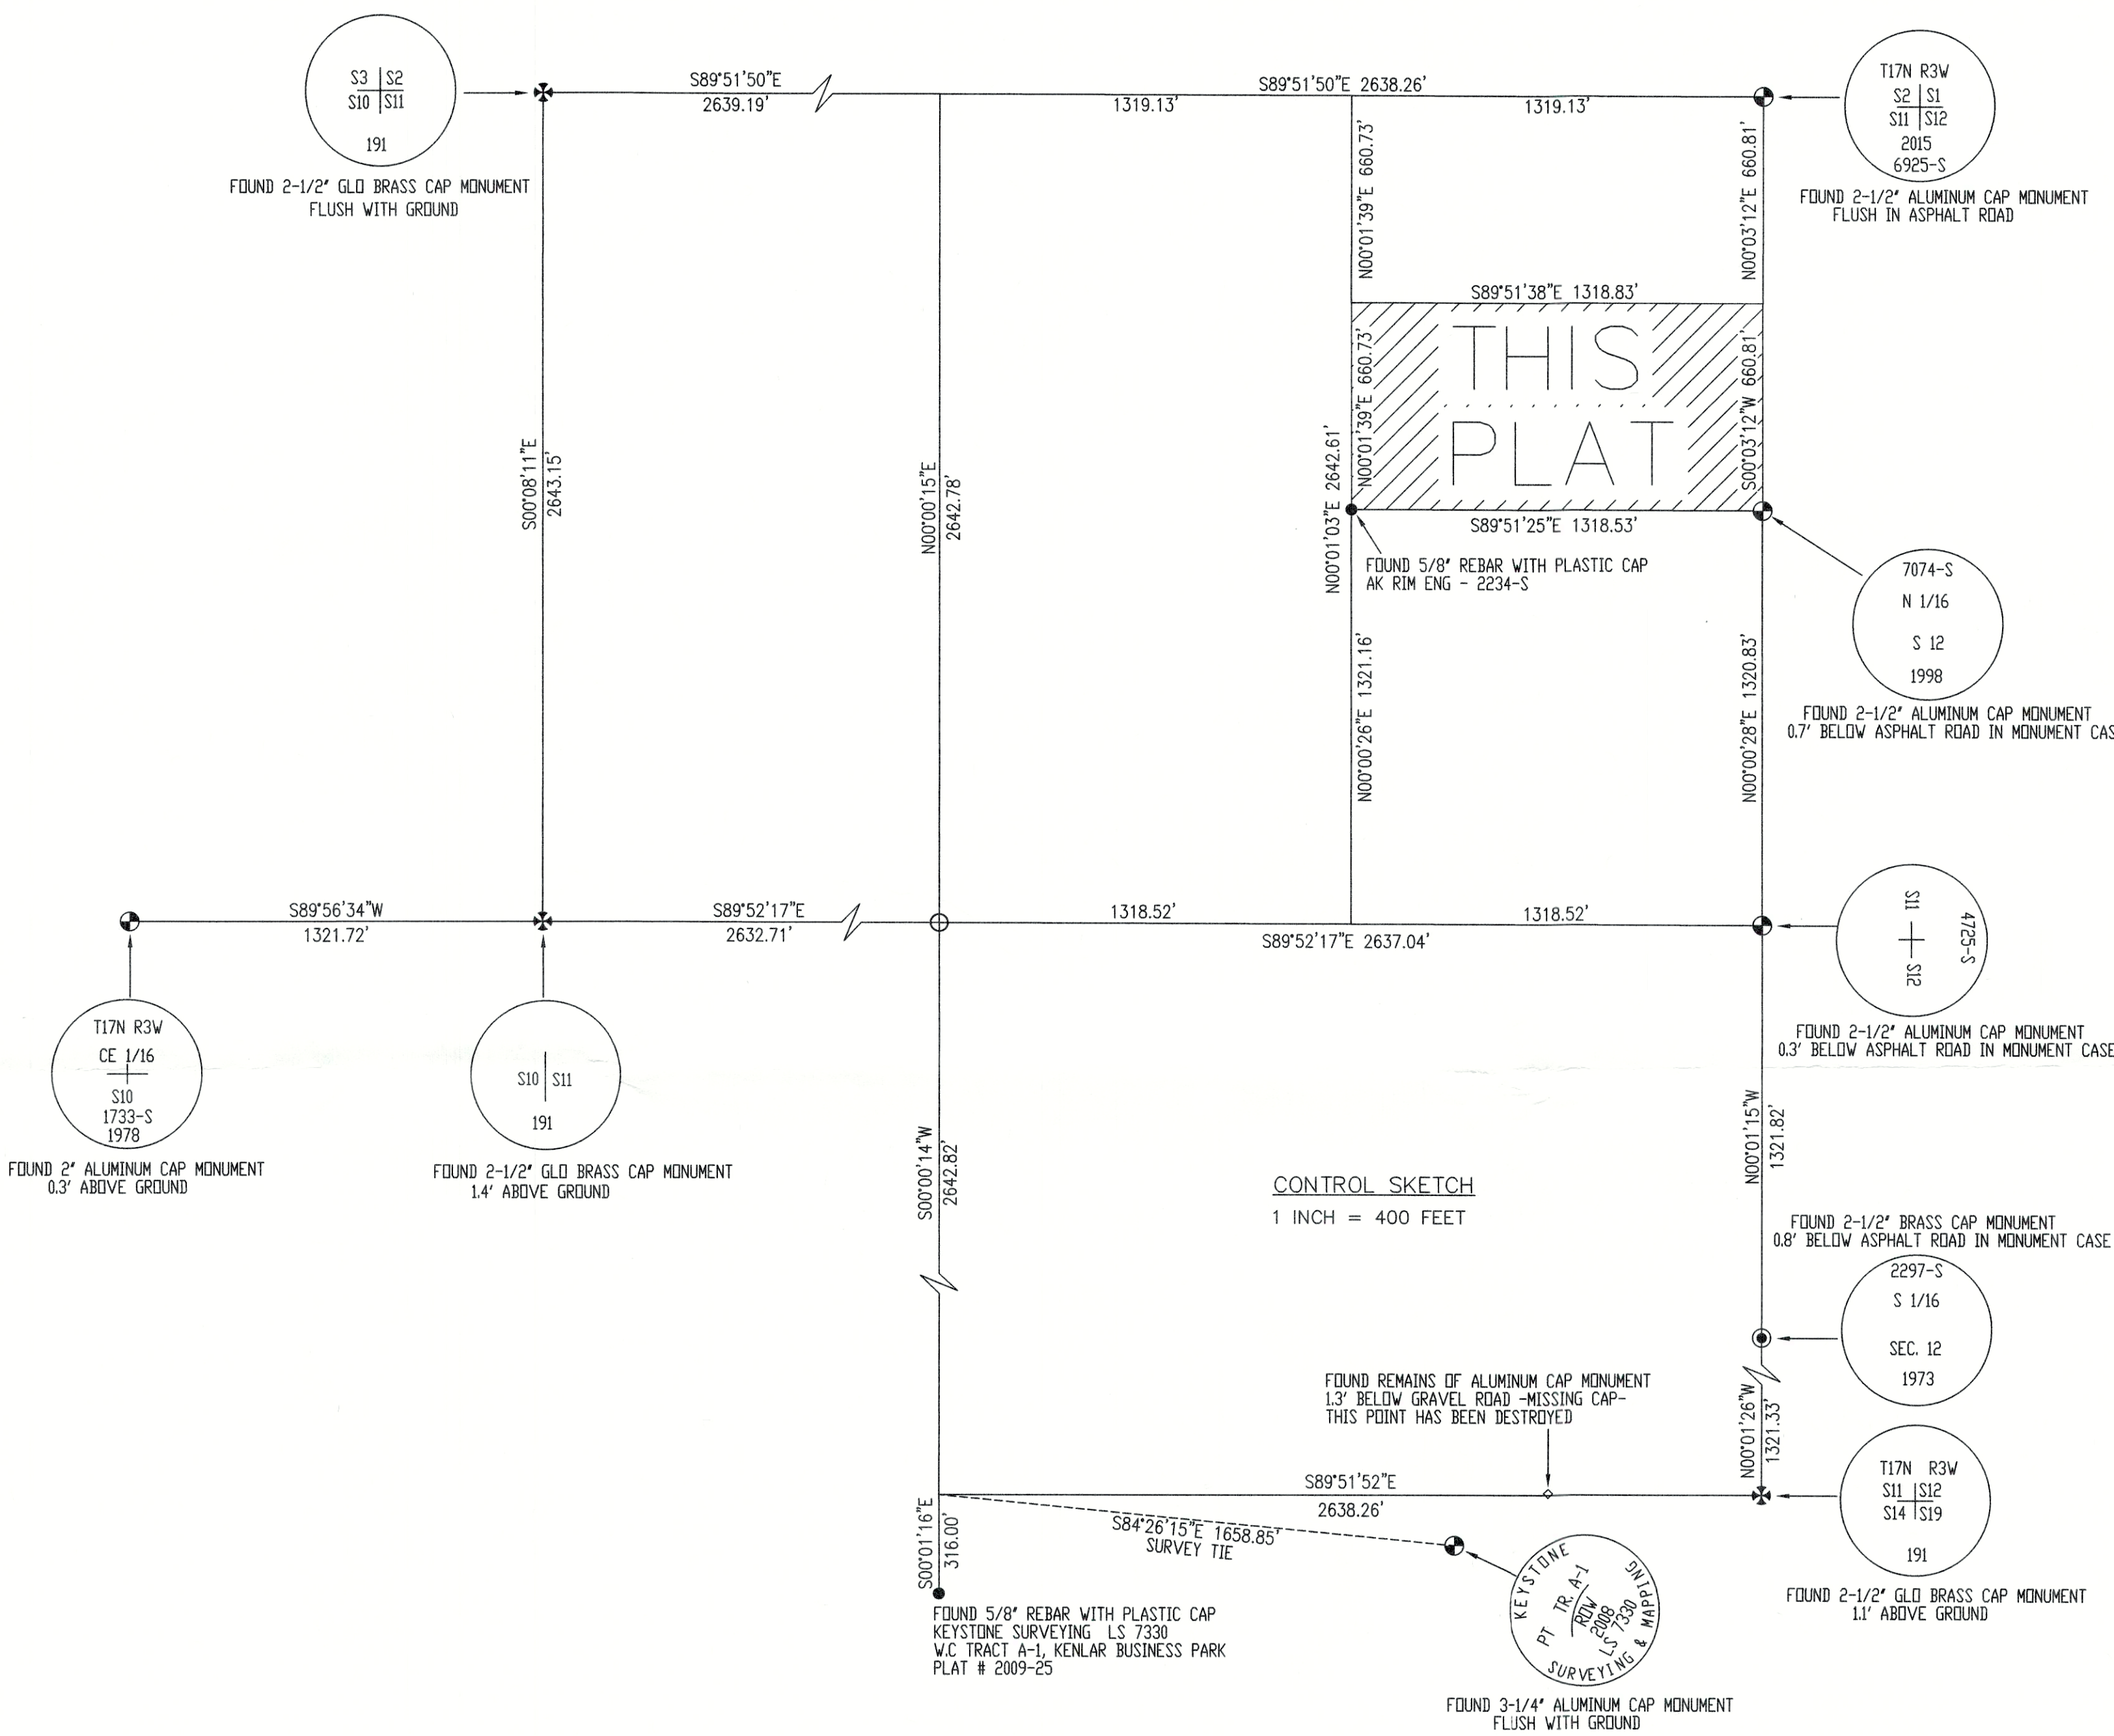 S3 S2
S10 S11
191
FOUND 2-1/2" GLO BRASS CAP MONUMENT
FLUSH WITH GROUND
S89°51'50"E
2639.19'
S89°51'50"E 2638.26'
1319.13'
1319.13'
T17N R3W
S2 S1
S11 S12
2015
6925-S
FOUND 2-1/2" ALUMINUM CAP MONUMENT
FLUSH IN ASPHALT ROAD
N00°01'39"E 660.73'
N00°03'12"E 660.81'
S89°51'38"E 1318.83'
THIS
PLAT
N00°01'39"E 660.73'
S00°03'12"W 660.81'
S89°51'25"E 1318.53'
S00°08'11"E
2643.15'
N00°00'15"E
2642.78'
N00°01'03"E 2642.61'
FOUND 5/8" REBAR WITH PLASTIC CAP
AK RIM ENG - 2234-S
7074-S
N 1/16
S 12
1998
FOUND 2-1/2" ALUMINUM CAP MONUMENT
0.7' BELOW ASPHALT ROAD IN MONUMENT CAS
N00°00'26"E 1321.16'
N00°00'28"E 1320.83'
S89°56'34"W
1321.72'
S89°52'17"E
2632.71'
1318.52'
1318.52'
S89°52'17"E 2637.04'
S11
S12
4725-S
FOUND 2-1/2" ALUMINUM CAP MONUMENT
0.3' BELOW ASPHALT ROAD IN MONUMENT CASE
T17N R3W
CE 1/16
S10
1733-S
1978
FOUND 2" ALUMINUM CAP MONUMENT
0.3' ABOVE GROUND
S10 S11
191
FOUND 2-1/2" GLO BRASS CAP MONUMENT
1.4' ABOVE GROUND
S00°00'14"W
2642.82'
N00°01'15"W
1321.82'
CONTROL SKETCH
1 INCH = 400 FEET
FOUND 2-1/2" BRASS CAP MONUMENT
0.8' BELOW ASPHALT ROAD IN MONUMENT CASE
2297-S
S 1/16
SEC. 12
1973
FOUND REMAINS OF ALUMINUM CAP MONUMENT
1.3' BELOW GRAVEL ROAD -MISSING CAP-
THIS POINT HAS BEEN DESTROYED
N00°01'26"W
1321.33'
S89°51'52"E
2638.26'
T17N R3W
S11 S12
S14 S19
191
FOUND 2-1/2" GLO BRASS CAP MONUMENT
1.1' ABOVE GROUND
S84°26'15"E 1658.85'
SURVEY TIE
S00°01'16"E
316.00'
FOUND 5/8" REBAR WITH PLASTIC CAP
KEYSTONE SURVEYING LS 7330
W.C TRACT A-1, KENLAR BUSINESS PARK
PLAT # 2009-25
KEYSTONE
SURVEYING & MAPPING
PT TR. A-1
ROW
2008
LS 7330
FOUND 3-1/4" ALUMINUM CAP MONUMENT
FLUSH WITH GROUND